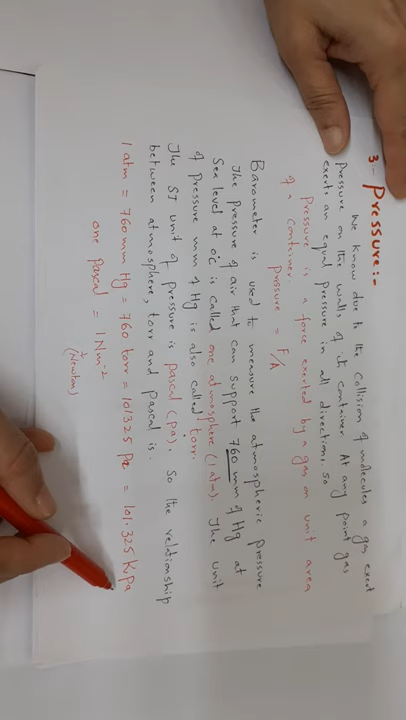 3- Pressure:-
We know due to the collision of molecules a gas exert
pressure on the walls of its container. At any point gas
exerts an equal pressure in all directions. So
Pressure is a force exerted by a gas on unit area
of a container.
pressure = F/A
Barometer is used to measure the atmospheric pressure
The pressure of air that can support 760 mm of Hg at
Sea level at 0°C is called one atmosphere (1 atm). The unit
of pressure mm of Hg is also called torr.
The SI unit of pressure is pascal (pa). So the relationship
between atmosphere, torr and pascal is.
1 atm = 760 mm Hg = 760 torr = 101325 Pa = 101.325 KPa
one pascal = 1 Nm⁻²
(Newton)